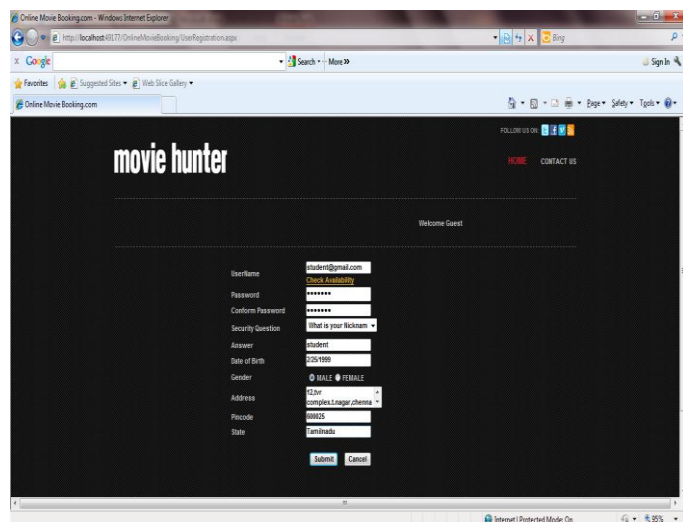 Online Movie Booking.com - Windows Internet Explorer
http://localhost:49177/OnlineMovieBooking/UserRegistration.aspx
Bing
x Google Search More »
Sign In
Favorites Suggested Sites Web Slice Gallery
Online Movie Booking.com
Page Safety Tools
FOLLOW US ON:
movie hunter
HOME CONTACT US
Welcome Guest
UserName student@gmail.com
Check Availability
Password •••••••
Conform Password •••••••
Security Question What is your Nicknam
Answer student
Date of Birth 2/25/1999
Gender MALE FEMALE
Address 12,tvr
complex,t.nagar,chenna
Pincode 600025
State Tamilnadu
Submit Cancel
Internet | Protected Mode: On
95%